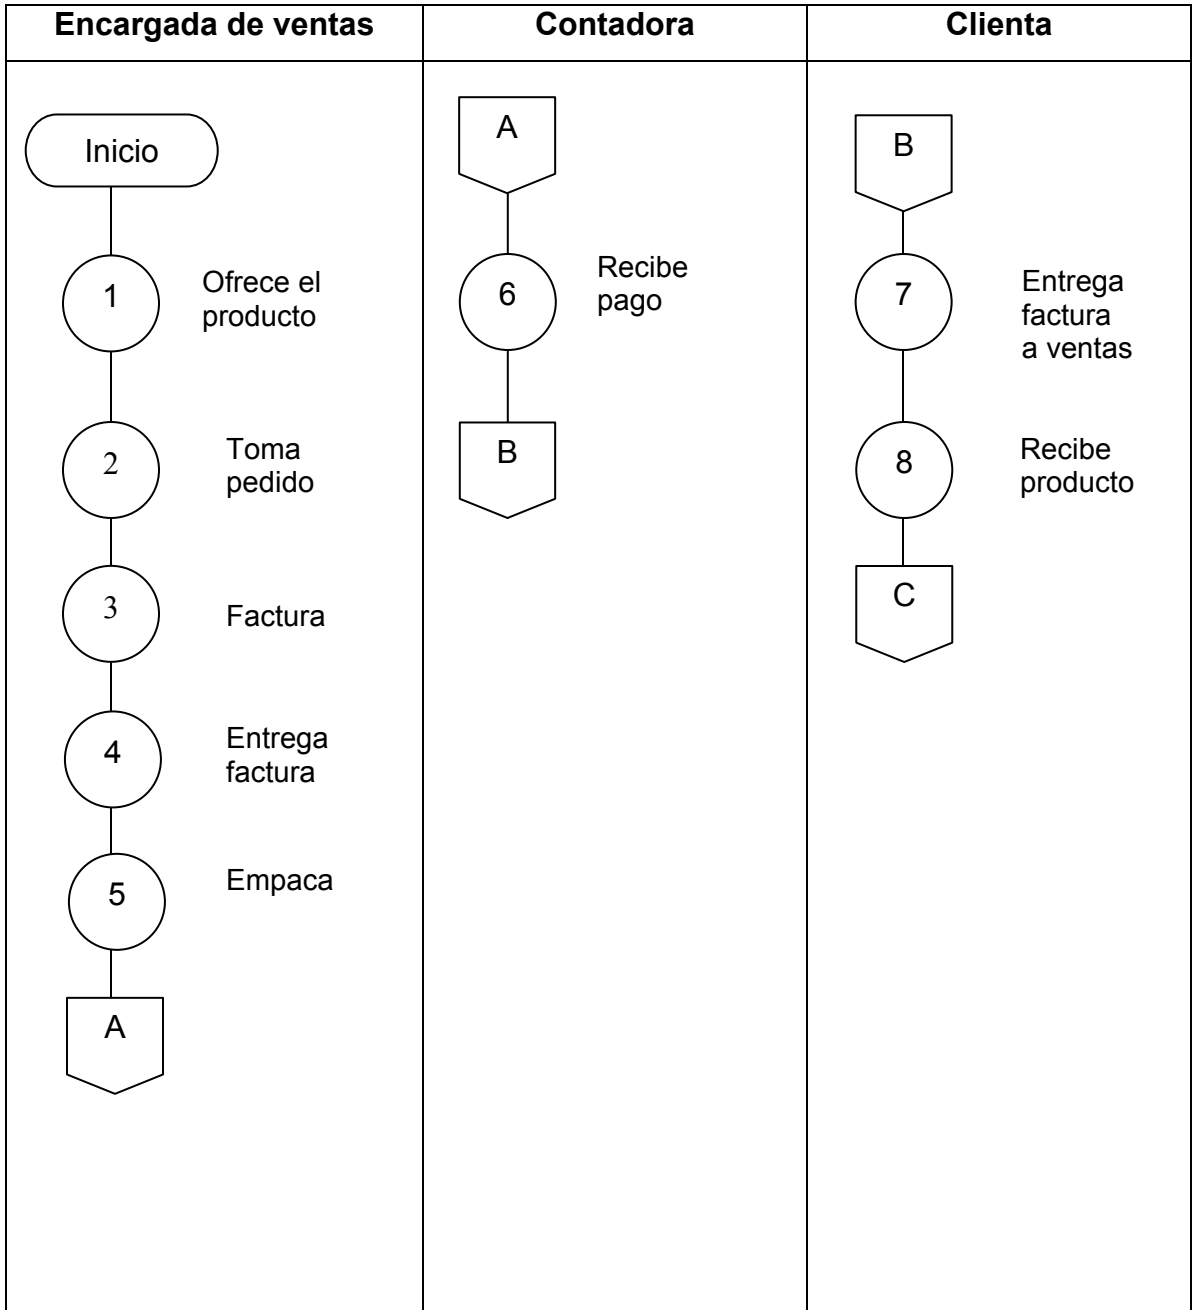 Encargada de ventas
Contadora
Clienta
Inicio
1
Ofrece el
producto
2
Toma
pedido
3
Factura
4
Entrega
factura
5
Empaca
A
A
6
Recibe
pago
B
B
7
Entrega
factura
a ventas
8
Recibe
producto
C